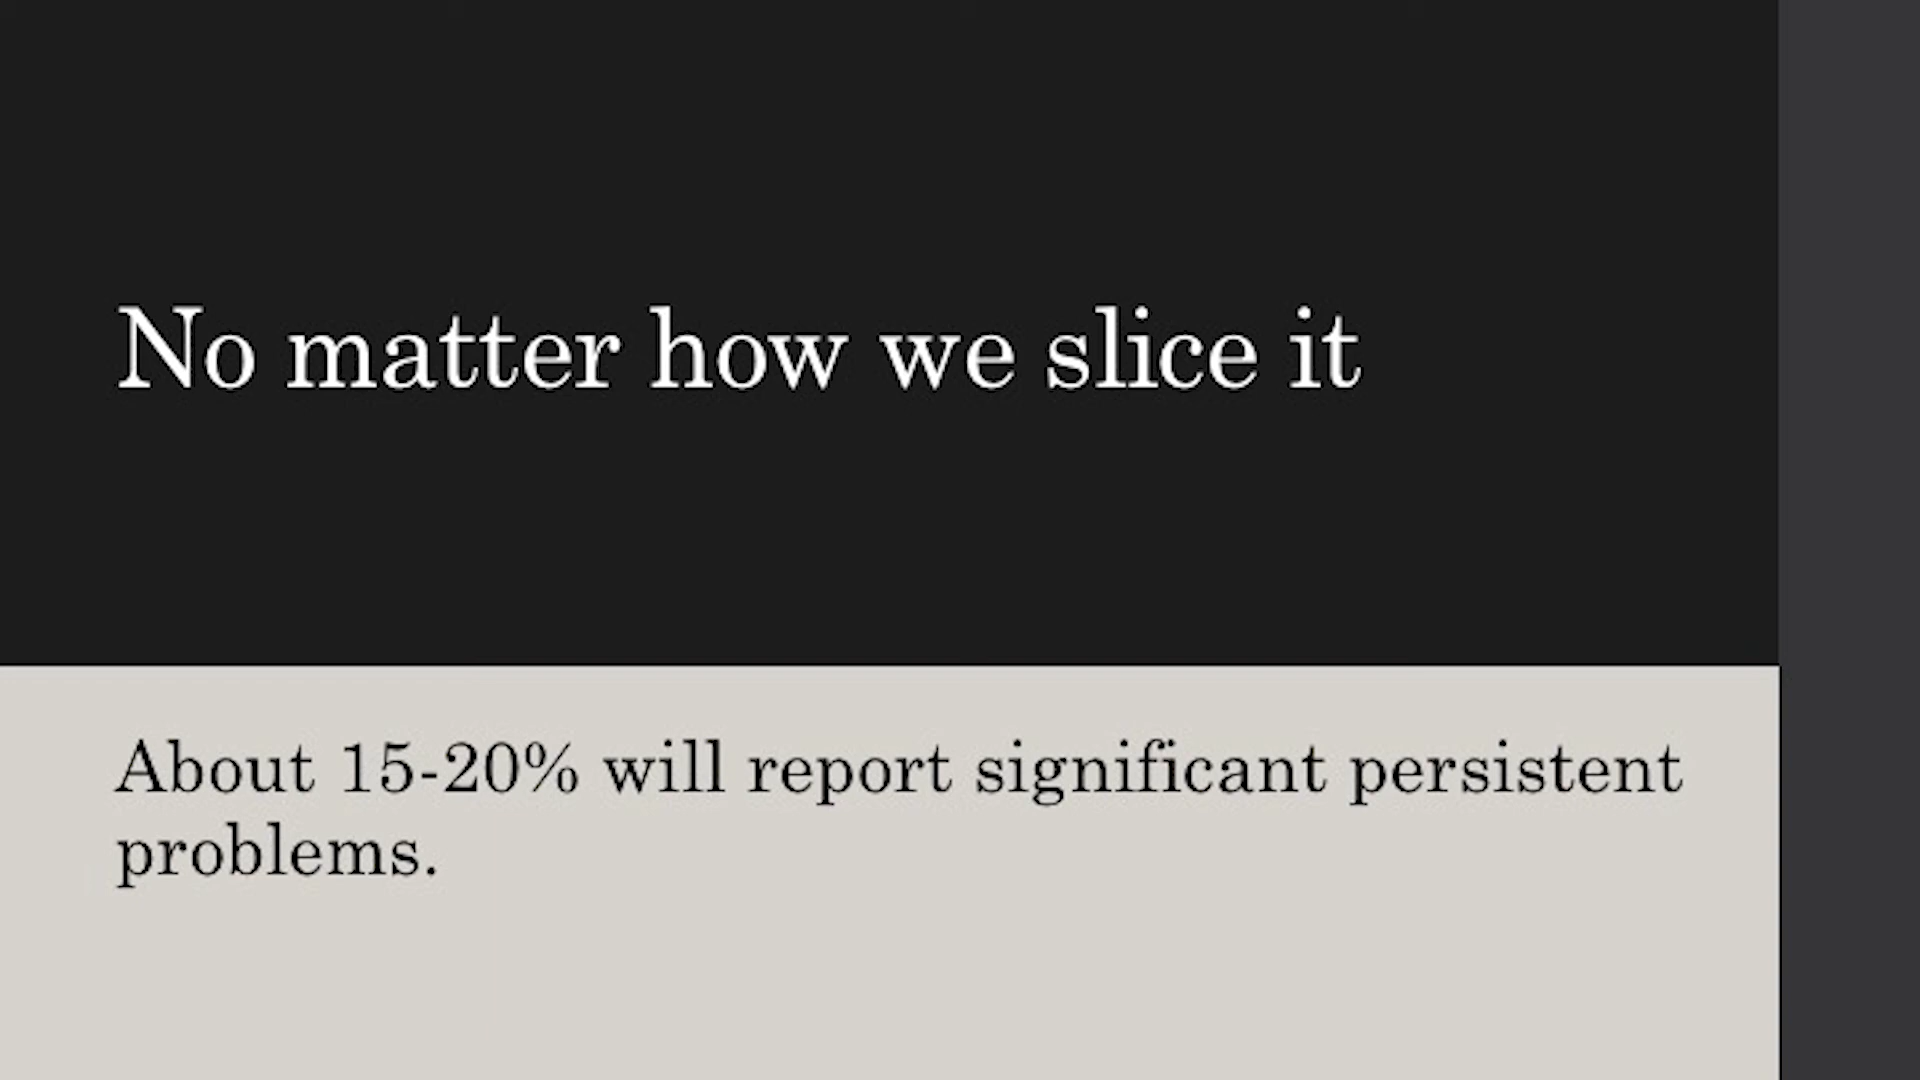 No matter how we slice it
About 15-20% will report significant persistent
problems.